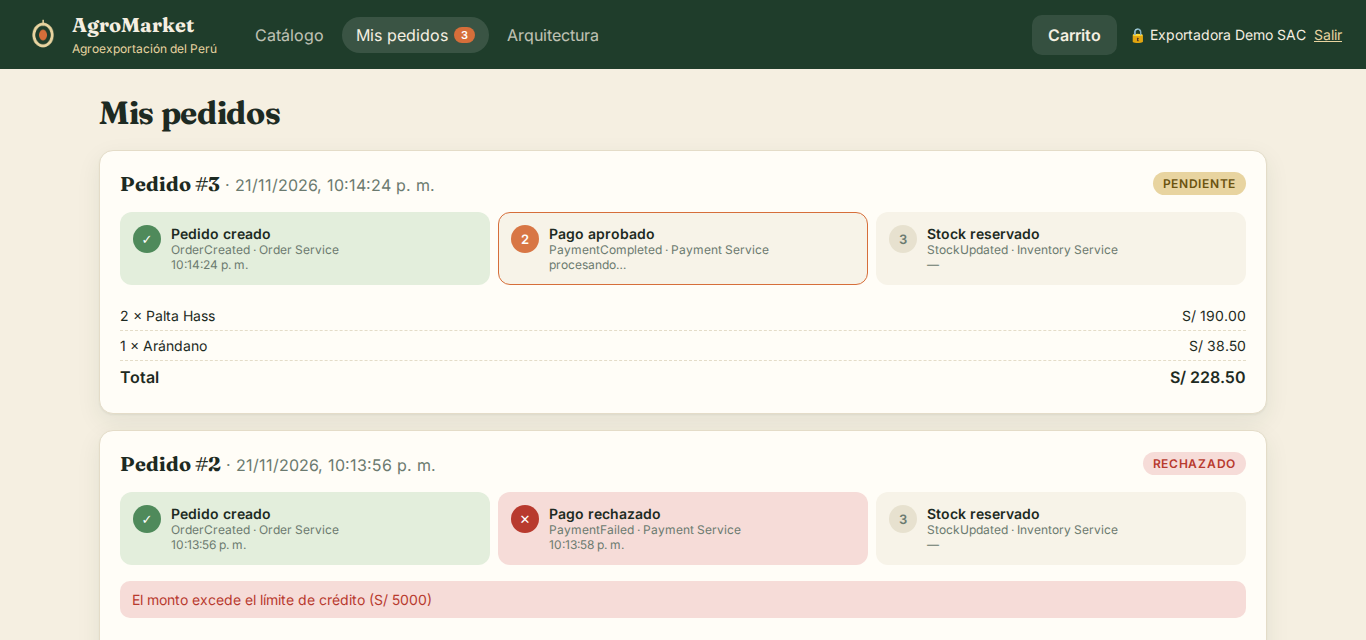 AgroMarket
Agroexportación del Perú
Catálogo
Mis pedidos 3
Arquitectura
Carrito
Exportadora Demo SAC Salir
Mis pedidos
Pedido #3 · 21/11/2026, 10:14:24 p. m.
PENDIENTE
✓
Pedido creado
OrderCreated · Order Service
10:14:24 p. m.
2
Pago aprobado
PaymentCompleted · Payment Service
procesando...
3
Stock reservado
StockUpdated · Inventory Service
—
2 × Palta Hass S/ 190.00
1 × Arándano S/ 38.50
Total S/ 228.50
Pedido #2 · 21/11/2026, 10:13:56 p. m.
RECHAZADO
✓
Pedido creado
OrderCreated · Order Service
10:13:56 p. m.
✕
Pago rechazado
PaymentFailed · Payment Service
10:13:58 p. m.
3
Stock reservado
StockUpdated · Inventory Service
—
El monto excede el límite de crédito (S/ 5000)